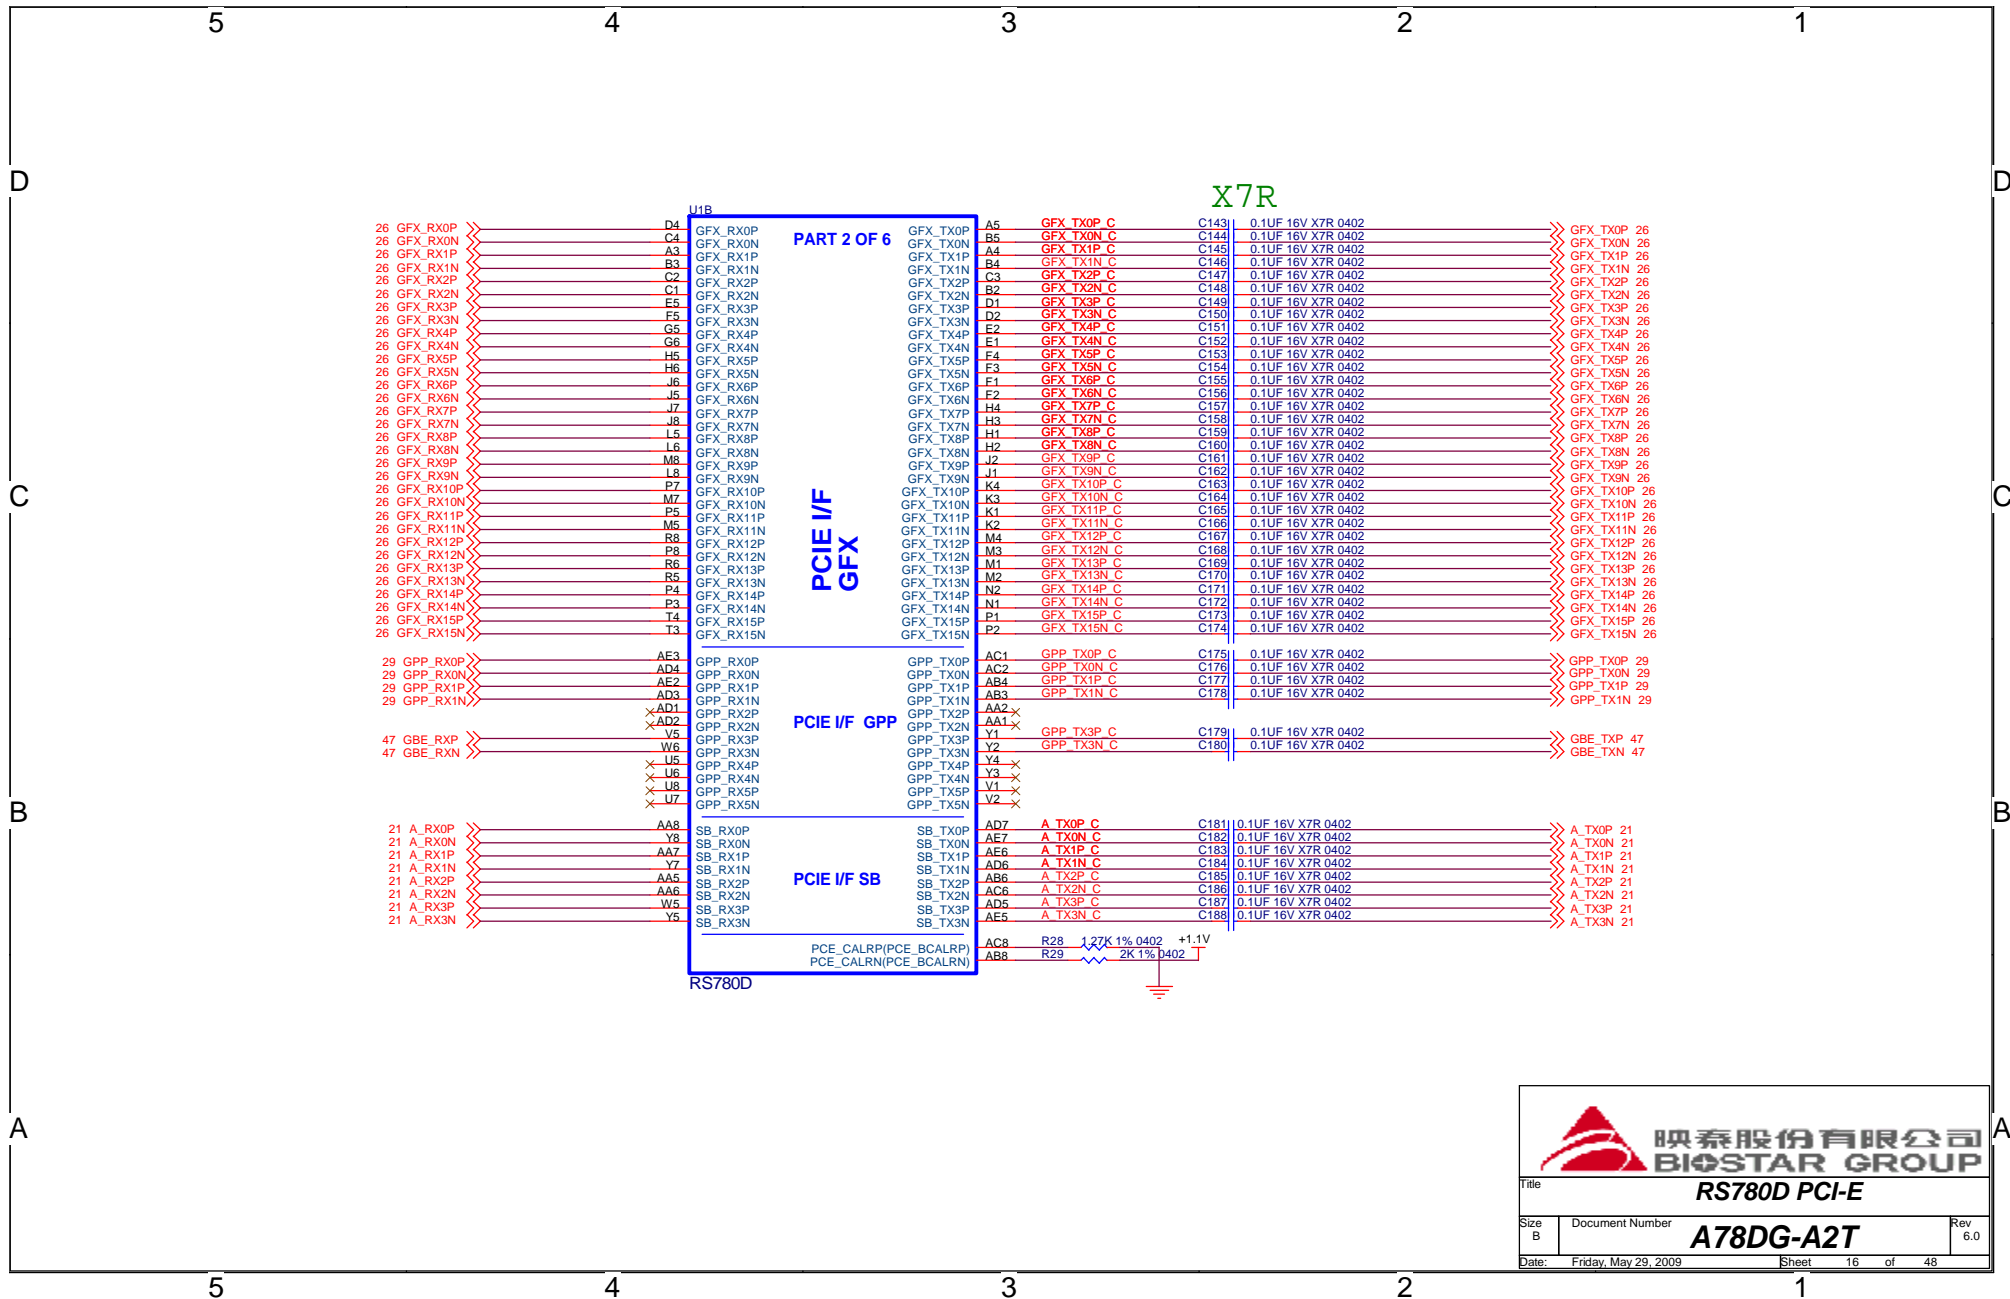 5 4 3 2 1
D D
C C
B B
A A
X7R
U1B
PART 2 OF 6
PCIE I/F
GFX
26 GFX_RX0P D4 GFX_RX0P GFX_TX0P A5 GFX_TX0P_C C143 0.1UF 16V X7R 0402 GFX_TX0P 26
26 GFX_RX0N C4 GFX_RX0N GFX_TX0N B5 GFX_TX0N_C C144 0.1UF 16V X7R 0402 GFX_TX0N 26
26 GFX_RX1P A3 GFX_RX1P GFX_TX1P A4 GFX_TX1P_C C145 0.1UF 16V X7R 0402 GFX_TX1P 26
26 GFX_RX1N B3 GFX_RX1N GFX_TX1N B4 GFX_TX1N_C C146 0.1UF 16V X7R 0402 GFX_TX1N 26
26 GFX_RX2P C2 GFX_RX2P GFX_TX2P C3 GFX_TX2P_C C147 0.1UF 16V X7R 0402 GFX_TX2P 26
26 GFX_RX2N C1 GFX_RX2N GFX_TX2N B2 GFX_TX2N_C C148 0.1UF 16V X7R 0402 GFX_TX2N 26
26 GFX_RX3P E5 GFX_RX3P GFX_TX3P D1 GFX_TX3P_C C149 0.1UF 16V X7R 0402 GFX_TX3P 26
26 GFX_RX3N F5 GFX_RX3N GFX_TX3N D2 GFX_TX3N_C C150 0.1UF 16V X7R 0402 GFX_TX3N 26
26 GFX_RX4P G5 GFX_RX4P GFX_TX4P E2 GFX_TX4P_C C151 0.1UF 16V X7R 0402 GFX_TX4P 26
26 GFX_RX4N G6 GFX_RX4N GFX_TX4N E1 GFX_TX4N_C C152 0.1UF 16V X7R 0402 GFX_TX4N 26
26 GFX_RX5P H5 GFX_RX5P GFX_TX5P F4 GFX_TX5P_C C153 0.1UF 16V X7R 0402 GFX_TX5P 26
26 GFX_RX5N H6 GFX_RX5N GFX_TX5N F3 GFX_TX5N_C C154 0.1UF 16V X7R 0402 GFX_TX5N 26
26 GFX_RX6P J6 GFX_RX6P GFX_TX6P F1 GFX_TX6P_C C155 0.1UF 16V X7R 0402 GFX_TX6P 26
26 GFX_RX6N J5 GFX_RX6N GFX_TX6N F2 GFX_TX6N_C C156 0.1UF 16V X7R 0402 GFX_TX6N 26
26 GFX_RX7P J7 GFX_RX7P GFX_TX7P H4 GFX_TX7P_C C157 0.1UF 16V X7R 0402 GFX_TX7P 26
26 GFX_RX7N J8 GFX_RX7N GFX_TX7N H3 GFX_TX7N_C C158 0.1UF 16V X7R 0402 GFX_TX7N 26
26 GFX_RX8P L5 GFX_RX8P GFX_TX8P H1 GFX_TX8P_C C159 0.1UF 16V X7R 0402 GFX_TX8P 26
26 GFX_RX8N L6 GFX_RX8N GFX_TX8N H2 GFX_TX8N_C C160 0.1UF 16V X7R 0402 GFX_TX8N 26
26 GFX_RX9P M8 GFX_RX9P GFX_TX9P J2 GFX_TX9P_C C161 0.1UF 16V X7R 0402 GFX_TX9P 26
26 GFX_RX9N L8 GFX_RX9N GFX_TX9N J1 GFX_TX9N_C C162 0.1UF 16V X7R 0402 GFX_TX9N 26
26 GFX_RX10P P7 GFX_RX10P GFX_TX10P K4 GFX_TX10P_C C163 0.1UF 16V X7R 0402 GFX_TX10P 26
26 GFX_RX10N M7 GFX_RX10N GFX_TX10N K3 GFX_TX10N_C C164 0.1UF 16V X7R 0402 GFX_TX10N 26
26 GFX_RX11P P5 GFX_RX11P GFX_TX11P K1 GFX_TX11P_C C165 0.1UF 16V X7R 0402 GFX_TX11P 26
26 GFX_RX11N M5 GFX_RX11N GFX_TX11N K2 GFX_TX11N_C C166 0.1UF 16V X7R 0402 GFX_TX11N 26
26 GFX_RX12P R8 GFX_RX12P GFX_TX12P M4 GFX_TX12P_C C167 0.1UF 16V X7R 0402 GFX_TX12P 26
26 GFX_RX12N P8 GFX_RX12N GFX_TX12N M3 GFX_TX12N_C C168 0.1UF 16V X7R 0402 GFX_TX12N 26
26 GFX_RX13P R6 GFX_RX13P GFX_TX13P M1 GFX_TX13P_C C169 0.1UF 16V X7R 0402 GFX_TX13P 26
26 GFX_RX13N R5 GFX_RX13N GFX_TX13N M2 GFX_TX13N_C C170 0.1UF 16V X7R 0402 GFX_TX13N 26
26 GFX_RX14P P4 GFX_RX14P GFX_TX14P N2 GFX_TX14P_C C171 0.1UF 16V X7R 0402 GFX_TX14P 26
26 GFX_RX14N P3 GFX_RX14N GFX_TX14N N1 GFX_TX14N_C C172 0.1UF 16V X7R 0402 GFX_TX14N 26
26 GFX_RX15P T4 GFX_RX15P GFX_TX15P P1 GFX_TX15P_C C173 0.1UF 16V X7R 0402 GFX_TX15P 26
26 GFX_RX15N T3 GFX_RX15N GFX_TX15N P2 GFX_TX15N_C C174 0.1UF 16V X7R 0402 GFX_TX15N 26
29 GPP_RX0P AE3 GPP_RX0P GPP_TX0P AC1 GPP_TX0P_C C175 0.1UF 16V X7R 0402 GPP_TX0P 29
29 GPP_RX0N AD4 GPP_RX0N GPP_TX0N AC2 GPP_TX0N_C C176 0.1UF 16V X7R 0402 GPP_TX0N 29
29 GPP_RX1P AE2 GPP_RX1P GPP_TX1P AB4 GPP_TX1P_C C177 0.1UF 16V X7R 0402 GPP_TX1P 29
29 GPP_RX1N AD3 GPP_RX1N GPP_TX1N AB3 GPP_TX1N_C C178 0.1UF 16V X7R 0402 GPP_TX1N 29
AD1 GPP_RX2P GPP_TX2P AA2
PCIE I/F GPP
AD2 GPP_RX2N GPP_TX2N AA1
47 GBE_RXP V5 GPP_RX3P GPP_TX3P Y1 GPP_TX3P_C C179 0.1UF 16V X7R 0402 GBE_TXP 47
47 GBE_RXN W6 GPP_RX3N GPP_TX3N Y2 GPP_TX3N_C C180 0.1UF 16V X7R 0402 GBE_TXN 47
U5 GPP_RX4P GPP_TX4P Y4
U6 GPP_RX4N GPP_TX4N Y3
U8 GPP_RX5P GPP_TX5P V1
U7 GPP_RX5N GPP_TX5N V2
21 A_RX0P AA8 SB_RX0P SB_TX0P AD7 A_TX0P_C C181 0.1UF 16V X7R 0402 A_TX0P 21
21 A_RX0N Y8 SB_RX0N SB_TX0N AE7 A_TX0N_C C182 0.1UF 16V X7R 0402 A_TX0N 21
21 A_RX1P AA7 SB_RX1P SB_TX1P AE6 A_TX1P_C C183 0.1UF 16V X7R 0402 A_TX1P 21
21 A_RX1N Y7 SB_RX1N SB_TX1N AD6 A_TX1N_C C184 0.1UF 16V X7R 0402 A_TX1N 21
PCIE I/F SB
21 A_RX2P AA5 SB_RX2P SB_TX2P AB6 A_TX2P_C C185 0.1UF 16V X7R 0402 A_TX2P 21
21 A_RX2N AA6 SB_RX2N SB_TX2N AC6 A_TX2N_C C186 0.1UF 16V X7R 0402 A_TX2N 21
21 A_RX3P W5 SB_RX3P SB_TX3P AD5 A_TX3P_C C187 0.1UF 16V X7R 0402 A_TX3P 21
21 A_RX3N Y5 SB_RX3N SB_TX3N AE5 A_TX3N_C C188 0.1UF 16V X7R 0402 A_TX3N 21
PCE_CALRP(PCE_BCALRP) AC8 R28 1.27K 1% 0402 +1.1V
PCE_CALRN(PCE_BCALRN) AB8 R29 2K 1% 0402
RS780D
映泰股份有限公司
BIOSTAR GROUP
Title
RS780D PCI-E
Size Document Number Rev
B A78DG-A2T 6.0
Date: Friday, May 29, 2009 Sheet 16 of 48
5 4 3 2 1